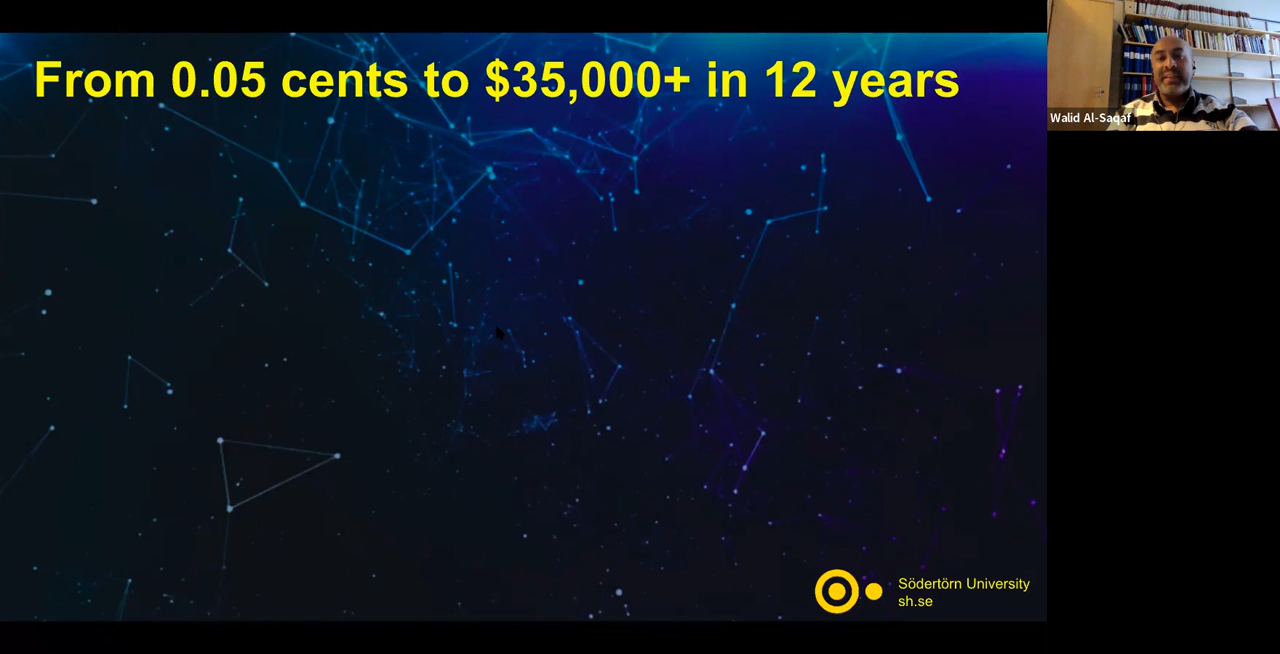 From 0.05 cents to $35,000+ in 12 years
Walid Al-Saqaf
Södertörn University
sh.se